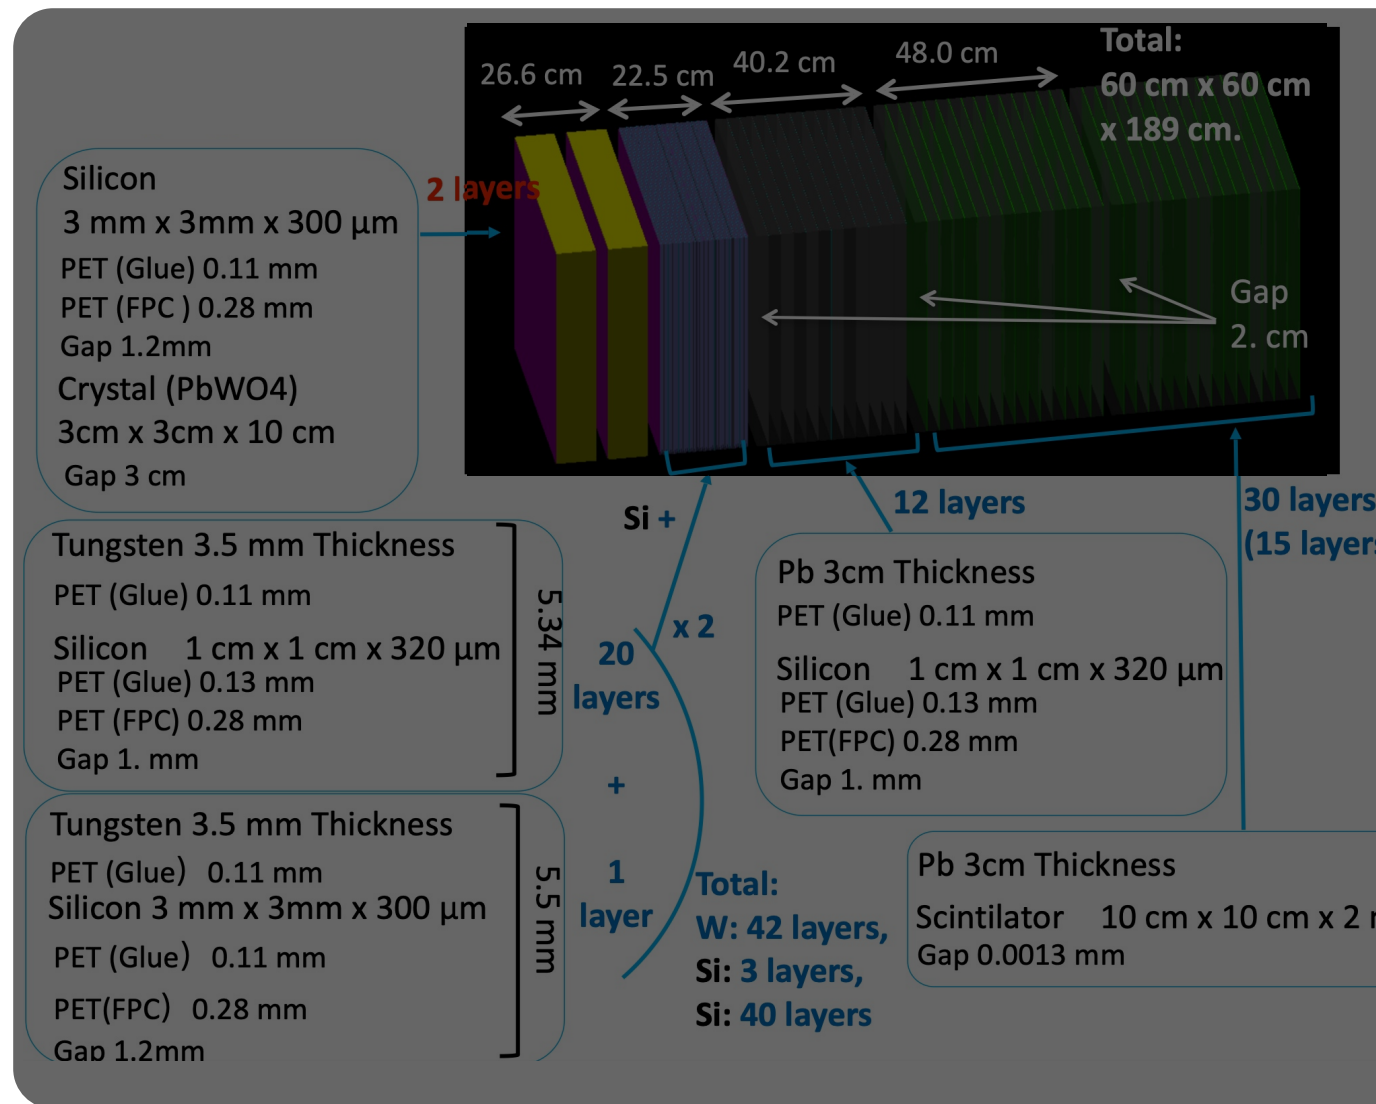 26.6 cm
22.5 cm
40.2 cm
48.0 cm
Total:
60 cm x 60 cm
x 189 cm.
Silicon
3 mm x 3mm x 300 µm
PET (Glue) 0.11 mm
PET (FPC ) 0.28 mm
Gap 1.2mm
Crystal (PbWO4)
3cm x 3cm x 10 cm
Gap 3 cm
2 layers
Gap
2. cm
Si +
12 layers
30 layers
(15 layers
Tungsten 3.5 mm Thickness
PET (Glue) 0.11 mm
Silicon 1 cm x 1 cm x 320 µm
PET (Glue) 0.13 mm
PET (FPC) 0.28 mm
Gap 1. mm
5.34 mm
20
layers
x 2
+
1
layer
Tungsten 3.5 mm Thickness
PET (Glue) 0.11 mm
Silicon 3 mm x 3mm x 300 µm
PET (Glue) 0.11 mm
PET(FPC) 0.28 mm
Gap 1.2mm
5.5 mm
Total:
W: 42 layers,
Si: 3 layers,
Si: 40 layers
Pb 3cm Thickness
PET (Glue) 0.11 mm
Silicon 1 cm x 1 cm x 320 µm
PET (Glue) 0.13 mm
PET(FPC) 0.28 mm
Gap 1. mm
Pb 3cm Thickness
Scintilator 10 cm x 10 cm x 2
Gap 0.0013 mm